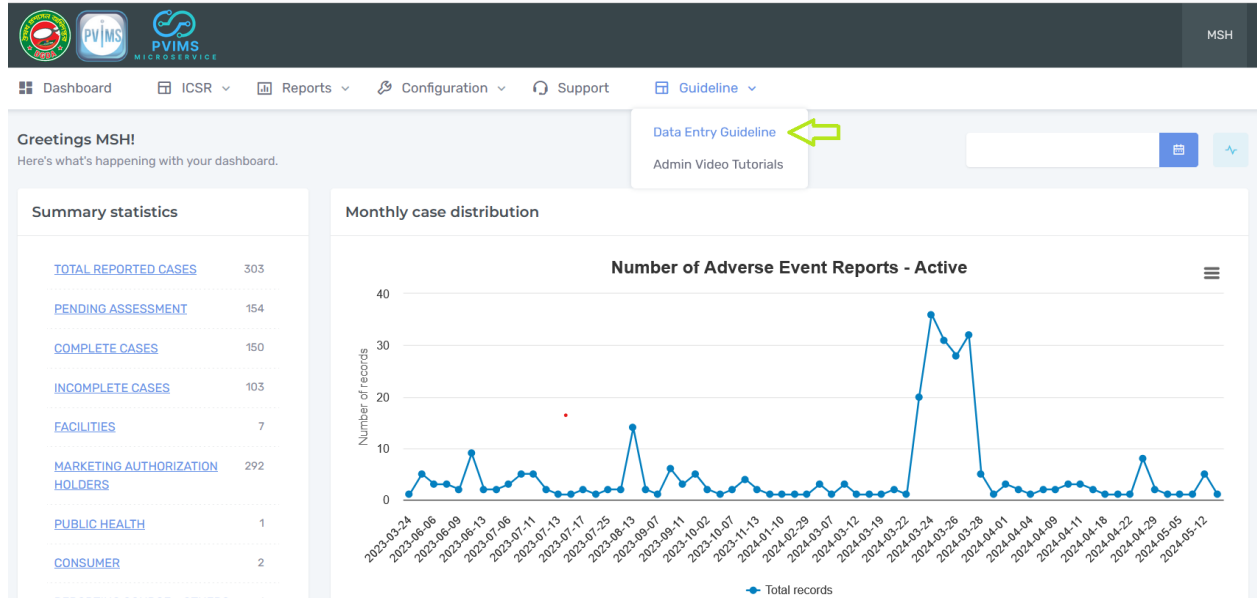 PViMS
PVIMS
MICROSERVICE
MSH
Dashboard
ICSR
Reports
Configuration
Support
Guideline
Data Entry Guideline
Admin Video Tutorials
Greetings MSH!
Here's what's happening with your dashboard.
Summary statistics
TOTAL REPORTED CASES 303
PENDING ASSESSMENT 154
COMPLETE CASES 150
INCOMPLETE CASES 103
FACILITIES 7
MARKETING AUTHORIZATION 292
HOLDERS
PUBLIC HEALTH 1
CONSUMER 2
Monthly case distribution
Number of Adverse Event Reports - Active
Number of records
40
30
20
10
0
2023-03-24
2023-06-06
2023-06-09
2023-06-13
2023-07-06
2023-07-11
2023-07-13
2023-07-17
2023-07-25
2023-08-13
2023-09-07
2023-09-11
2023-10-02
2023-10-07
2023-11-13
2024-01-10
2024-02-29
2024-03-07
2024-03-12
2024-03-19
2024-03-22
2024-03-24
2024-03-26
2024-03-28
2024-04-01
2024-04-04
2024-04-09
2024-04-11
2024-04-18
2024-04-22
2024-04-29
2024-05-05
2024-05-12
Total records